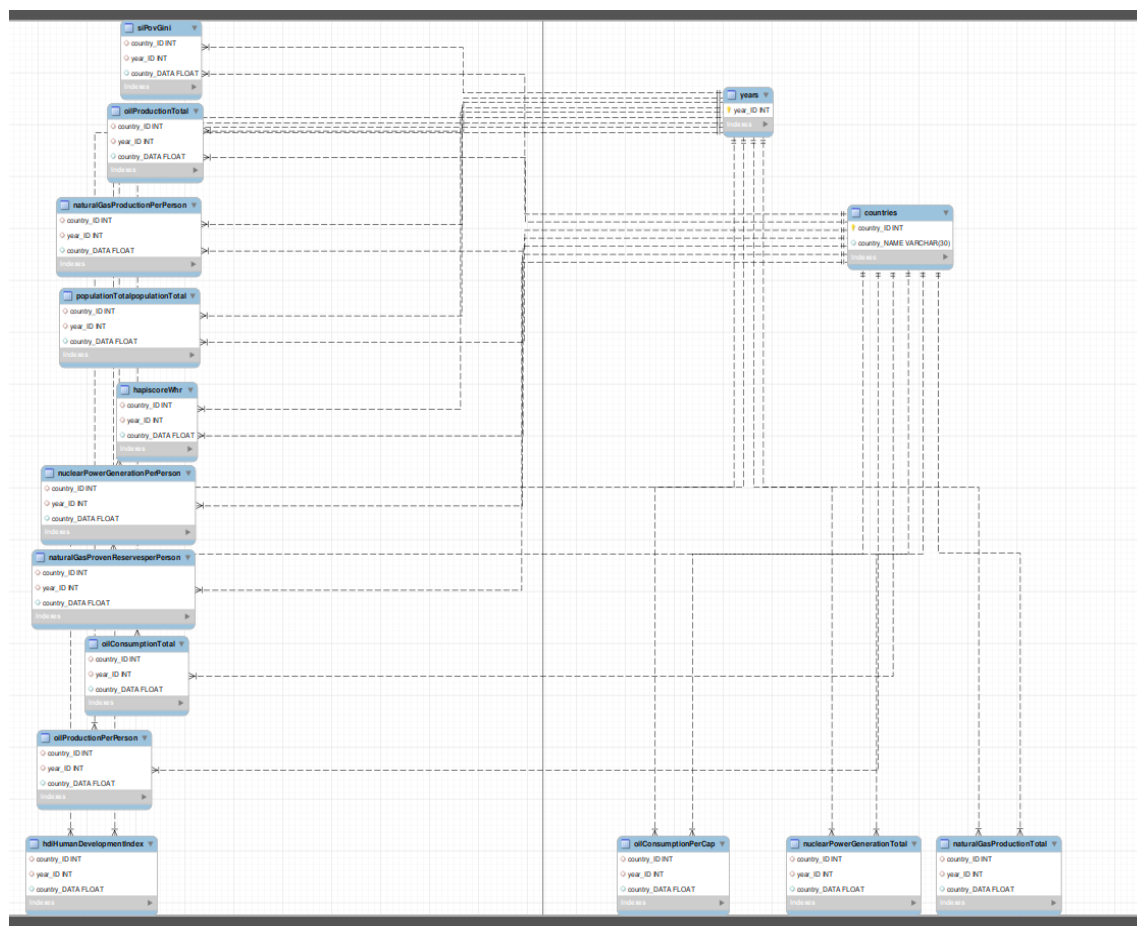 siPovGini
country_ID INT
year_ID INT
country_DATA FLOAT
Indexes
oilProductionTotal
country_ID INT
year_ID INT
country_DATA FLOAT
Indexes
naturalGasProductionPerPerson
country_ID INT
year_ID INT
country_DATA FLOAT
Indexes
populationTotalpopulationTotal
country_ID INT
year_ID INT
country_DATA FLOAT
Indexes
hapiscoreWhr
country_ID INT
year_ID INT
country_DATA FLOAT
Indexes
nuclearPowerGenerationPerPerson
country_ID INT
year_ID INT
country_DATA FLOAT
Indexes
naturalGasProvenReservesperPerson
country_ID INT
year_ID INT
country_DATA FLOAT
Indexes
oilConsumptionTotal
country_ID INT
year_ID INT
country_DATA FLOAT
Indexes
oilProductionPerPerson
country_ID INT
year_ID INT
country_DATA FLOAT
Indexes
hdiHumanDevelopmentIndex
country_ID INT
year_ID INT
country_DATA FLOAT
Indexes
years
year_ID INT
Indexes
countries
country_ID INT
country_NAME VARCHAR(30)
Indexes
oilConsumptionPerCap
country_ID INT
year_ID INT
country_DATA FLOAT
Indexes
nuclearPowerGenerationTotal
country_ID INT
year_ID INT
country_DATA FLOAT
Indexes
naturalGasProductionTotal
country_ID INT
year_ID INT
country_DATA FLOAT
Indexes